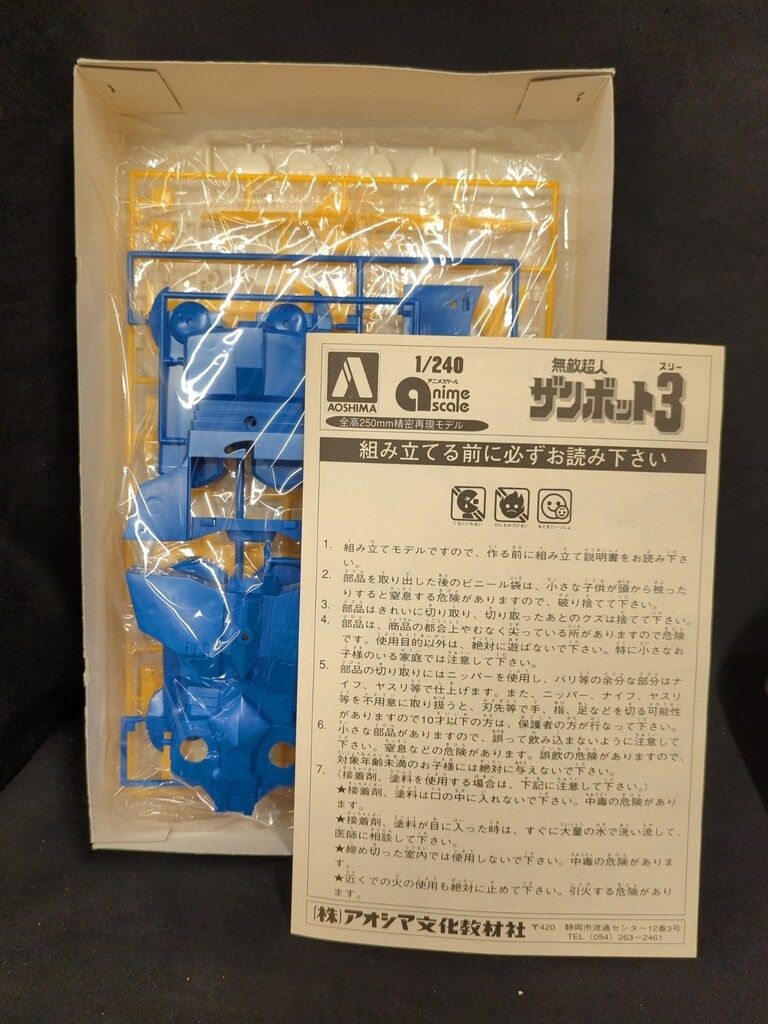 AOSHIMA
1/240
アニメスケール
anime scale
無敵超人
スリー
ザンボット3
全高250mm精密再現モデル
組み立てる前に必ずお読み下さい
くちにいれない
ひにちかづけない
おとなといっしょ
1. 組み立てモデルですので、作る前に組み立て説明書をお読み下さ
い。
2. 部品を取り出した後のビニール袋は、小さな子供が頭から被った
りすると窒息する危険がありますので、破り捨てて下さい。
3. 部品はきれいに切り取り、切り取ったあとのクズは捨てて下さい。
4. 部品は、商品の都合上やむなく尖っている所がありますので危険
です。使用目的以外は、絶対に遊ばないで下さい。特に小さなお
子様のいる家庭では注意して下さい。
5. 部品の切り取りにはニッパーを使用し、バリ等の余分な部分はナ
イフ、ヤスリ等で仕上げます。また、ニッパー、ナイフ、ヤスリ
等を不用意に取り扱うと、刃先等で手、指、足などを切る可能性
がありますので10才以下の方は、保護者の方が行なって下さい。
6. 小さな部品がありますので、誤って飲み込まないように注意して
下さい。窒息などの危険があります。誤飲の危険がありますので、
対象年齢未満のお子様には絶対に与えないで下さい。
7. (接着剤、塗料を使用する場合は、下記に注意して下さい。)
★接着剤、塗料は口の中に入れないで下さい。中毒の危険があり
ます。
★接着剤、塗料が目に入った時は、すぐに大量の水で洗い流して、
医師に相談して下さい。
★締め切った室内では使用しないで下さい。中毒の危険がありま
す。
★近くでの火の使用も絶対に止めて下さい。引火する危険があり
ます。
(株)アオシマ文化教材社
〒420 静岡市流通センター12番3号
TEL (054) 263-2461